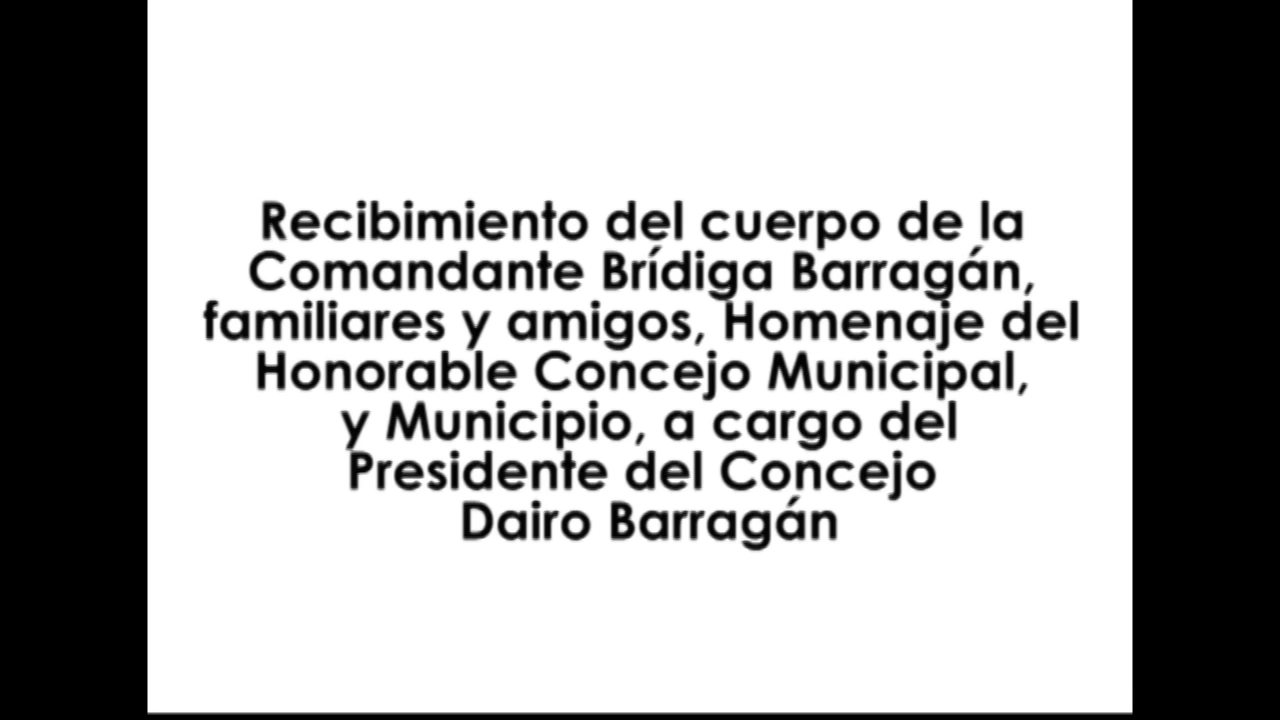 Recibimiento del cuerpo de la
Comandante Brídiga Barragán,
familiares y amigos, Homenaje del
Honorable Concejo Municipal,
y Municipio, a cargo del
Presidente del Concejo
Dairo Barragán